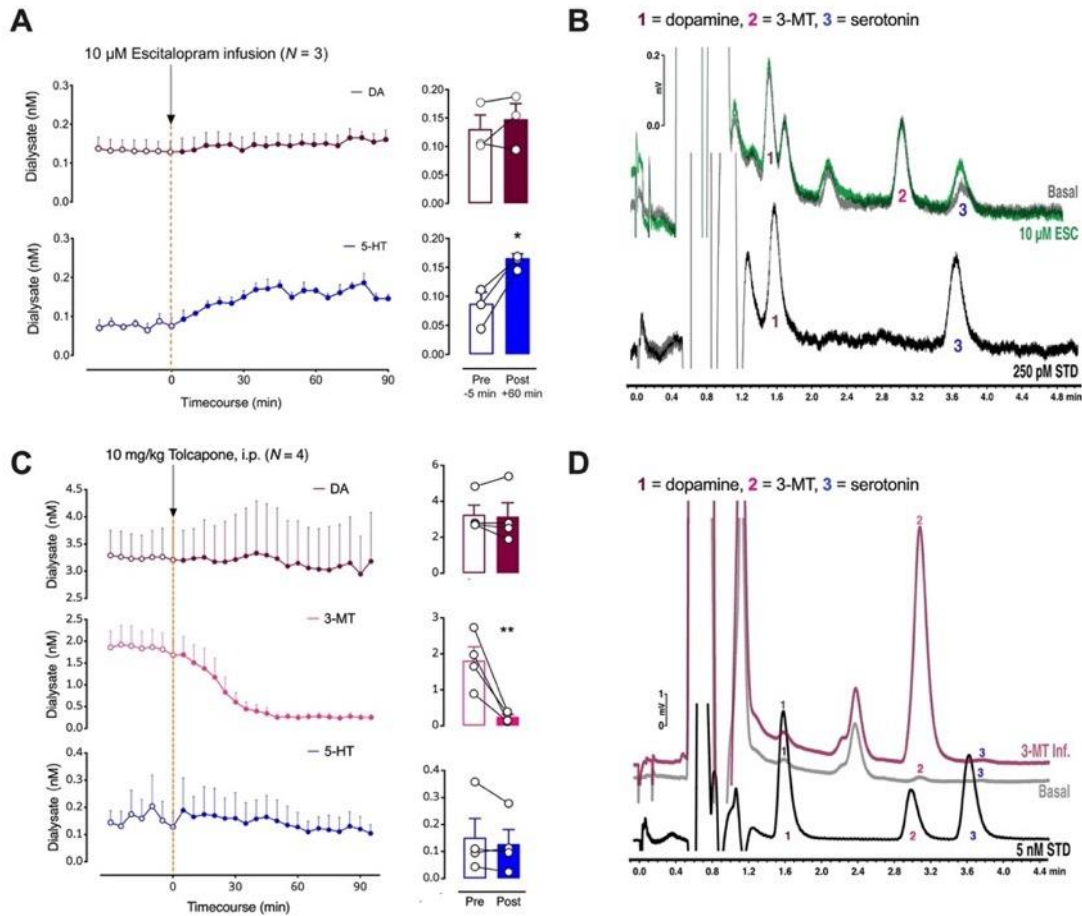 A
10 µM Escitalopram infusion (N = 3)
DA
Dialysate (nM)
0.3
0.2
0.1
0.0
0.20
0.15
0.10
0.05
0.00
5-HT
Dialysate (nM)
0.3
0.2
0.1
0.0
*
0.20
0.15
0.10
0.05
0.00
0 30 60 90
Timecourse (min)
Pre Post
-5 min +60 min
B
1 = dopamine, 2 = 3-MT, 3 = serotonin
0.2
mV
0.0
1
2
3
Basal
10 µM ESC
1
3
250 pM STD
0.0 0.4 0.8 1.2 1.6 2.0 2.4 2.8 3.2 3.6 4.0 4.4 4.8 min
C
10 mg/kg Tolcapone, i.p. (N = 4)
DA
Dialysate (nM)
4.5
4.0
3.5
3.0
2.5
6
4
2
0
3-MT
Dialysate (nM)
2.5
2.0
1.5
1.0
0.5
0.0
**
3
2
1
0
5-HT
Dialysate (nM)
0.4
0.3
0.2
0.1
0.0
0.4
0.3
0.2
0.1
0.0
0 30 60 90
Timecourse (min)
Pre Post
D
1 = dopamine, 2 = 3-MT, 3 = serotonin
2
1
mV
0
1
3
3-MT Inf.
1
2
3
Basal
1
2
3
5 nM STD
0.0 0.4 0.8 1.2 1.6 2.0 2.4 2.8 3.2 3.6 4.0 4.4 min